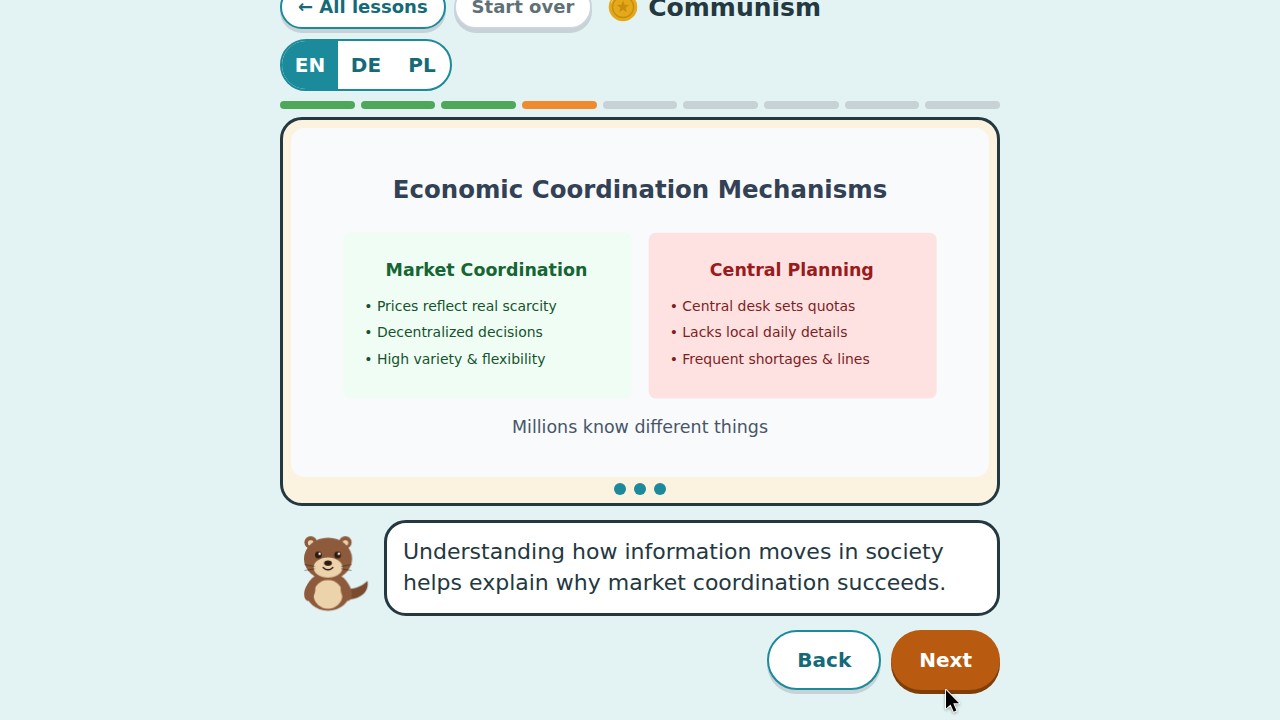 ← All lessons
Start over
Communism
EN DE PL
Economic Coordination Mechanisms
Market Coordination
• Prices reflect real scarcity
• Decentralized decisions
• High variety & flexibility
Central Planning
• Central desk sets quotas
• Lacks local daily details
• Frequent shortages & lines
Millions know different things
Understanding how information moves in society
helps explain why market coordination succeeds.
Back
Next